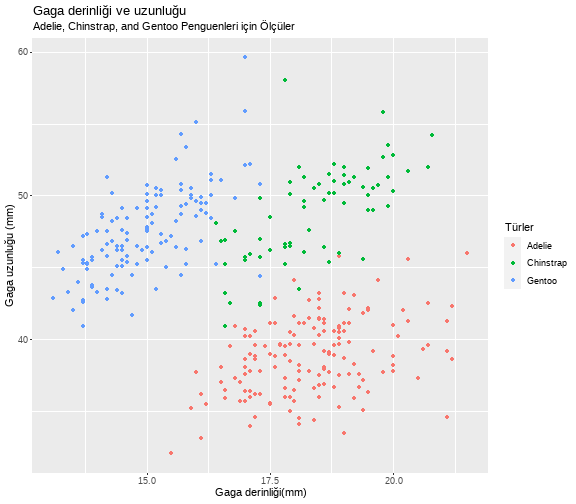 Gaga derinliği ve uzunluğu
Adelie, Chinstrap, and Gentoo Penguenleri için Ölçüler
60
50
40
Gaga uzunluğu (mm)
15.0
17.5
20.0
Gaga derinliği(mm)
Türler
Adelie
Chinstrap
Gentoo